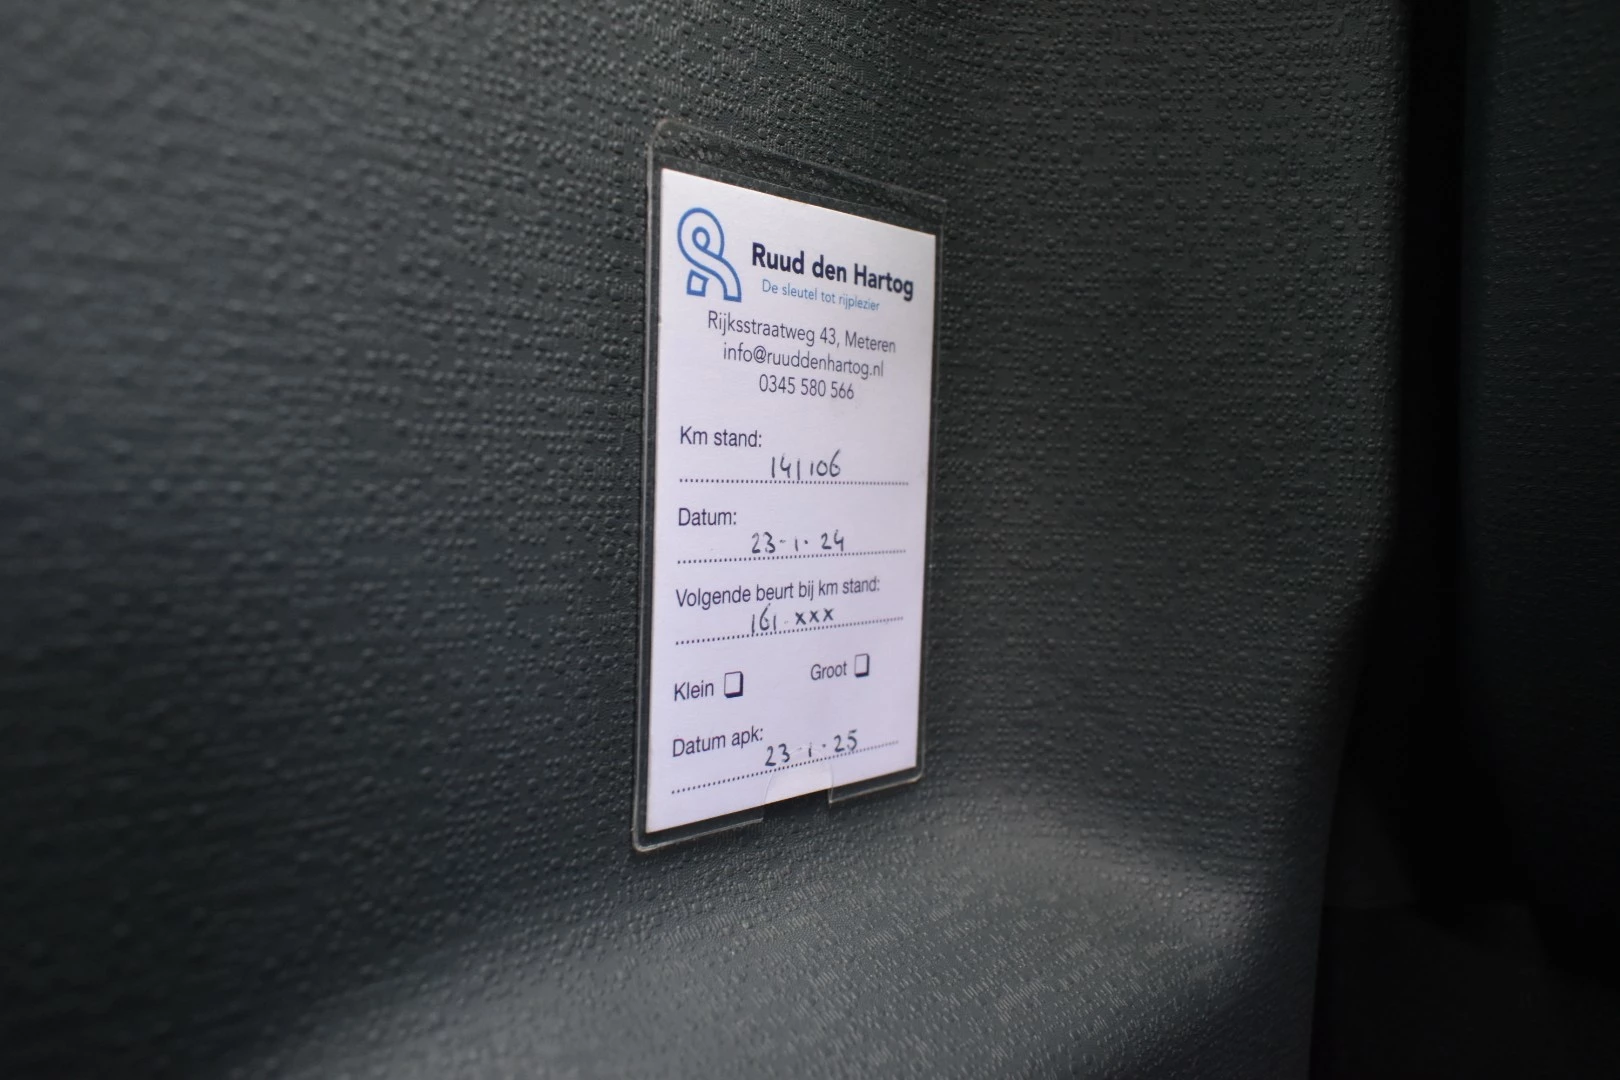 Ruud den Hartog
De sleutel tot rijplezier
Rijksstraatweg 43, Meteren
info@ruuddenhartog.nl
0345 580 566
Km stand:
141106
Datum:
23-1-24
Volgende beurt bij km stand:
161-xxx
Klein Groot
Datum apk:
23-1-25